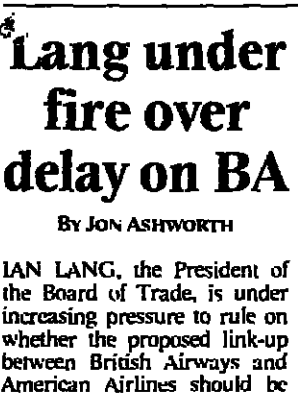 Lang under
fire over
delay on BA
BY JON ASHWORTH
IAN LANG, the President of
the Board of Trade, is under
increasing pressure to rule on
whether the proposed link-up
between British Airways and
American Airlines should be